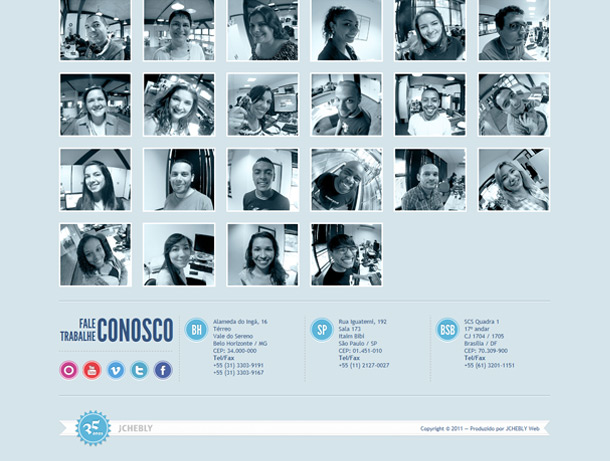 FALE
TRABALHE
CONOSCO
BH
Alameda do Ingá, 16
Térreo
Vale do Sereno
Belo Horizonte / MG
CEP: 34.000-000
Tel/Fax
+55 (31) 3303-9191
+55 (31) 3303-9167
SP
Rua Iguatemi, 192
Sala 173
Itaim Bibi
São Paulo / SP
CEP: 01.451-010
Tel/Fax
+55 (11) 2127-0027
BSB
SCS Quadra 1
17º andar
CJ 1704 / 1705
Brasília / DF
CEP: 70.309-900
Tel/Fax
+55 (61) 3201-1151
You
Tube
25
anos
JCHEBLY
Copyright © 2011 – Produzido por JCHEBLY Web